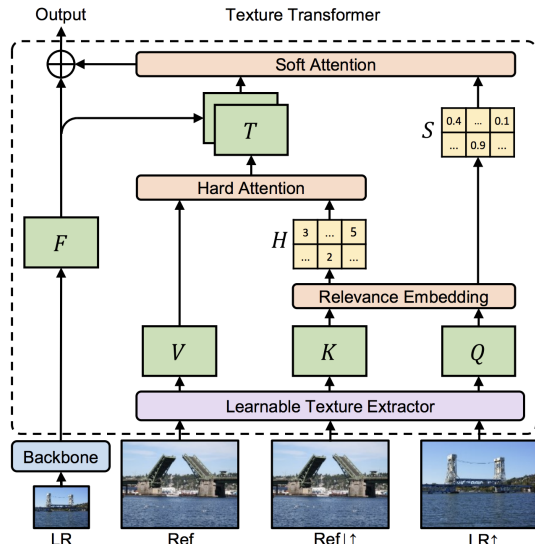 Output
Texture Transformer
Soft Attention
T
S
0.4 ... 0.1
... 0.9 ...
Hard Attention
F
H
3 ... 5
... 2 ...
Relevance Embedding
V
K
Q
Learnable Texture Extractor
Backbone
LR
Ref
Ref↓↑
LR↑